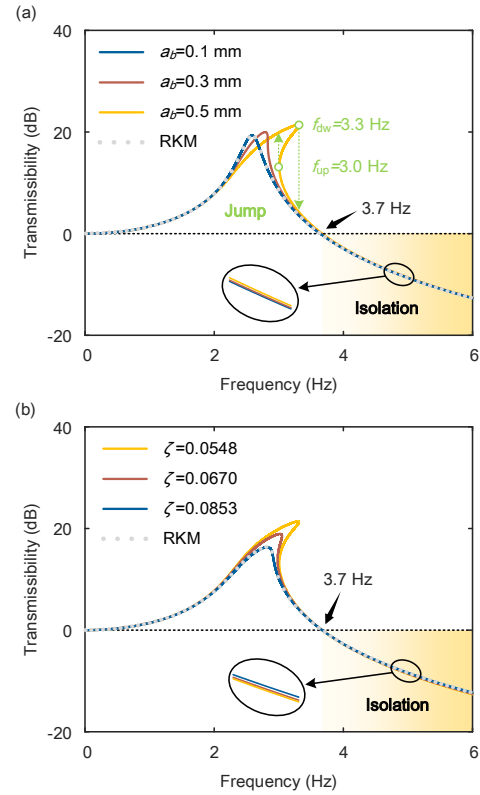 (a)
a_b=0.1 mm
a_b=0.3 mm
a_b=0.5 mm
RKM
f_dw=3.3 Hz
f_up=3.0 Hz
Jump
3.7 Hz
Isolation
Transmissibility (dB)
60
40
20
0
-20
0 2 4 6
Frequency (Hz)
(b)
ζ=0.0548
ζ=0.0670
ζ=0.0853
RKM
3.7 Hz
Isolation
Transmissibility (dB)
60
40
20
0
-20
0 2 4 6
Frequency (Hz)